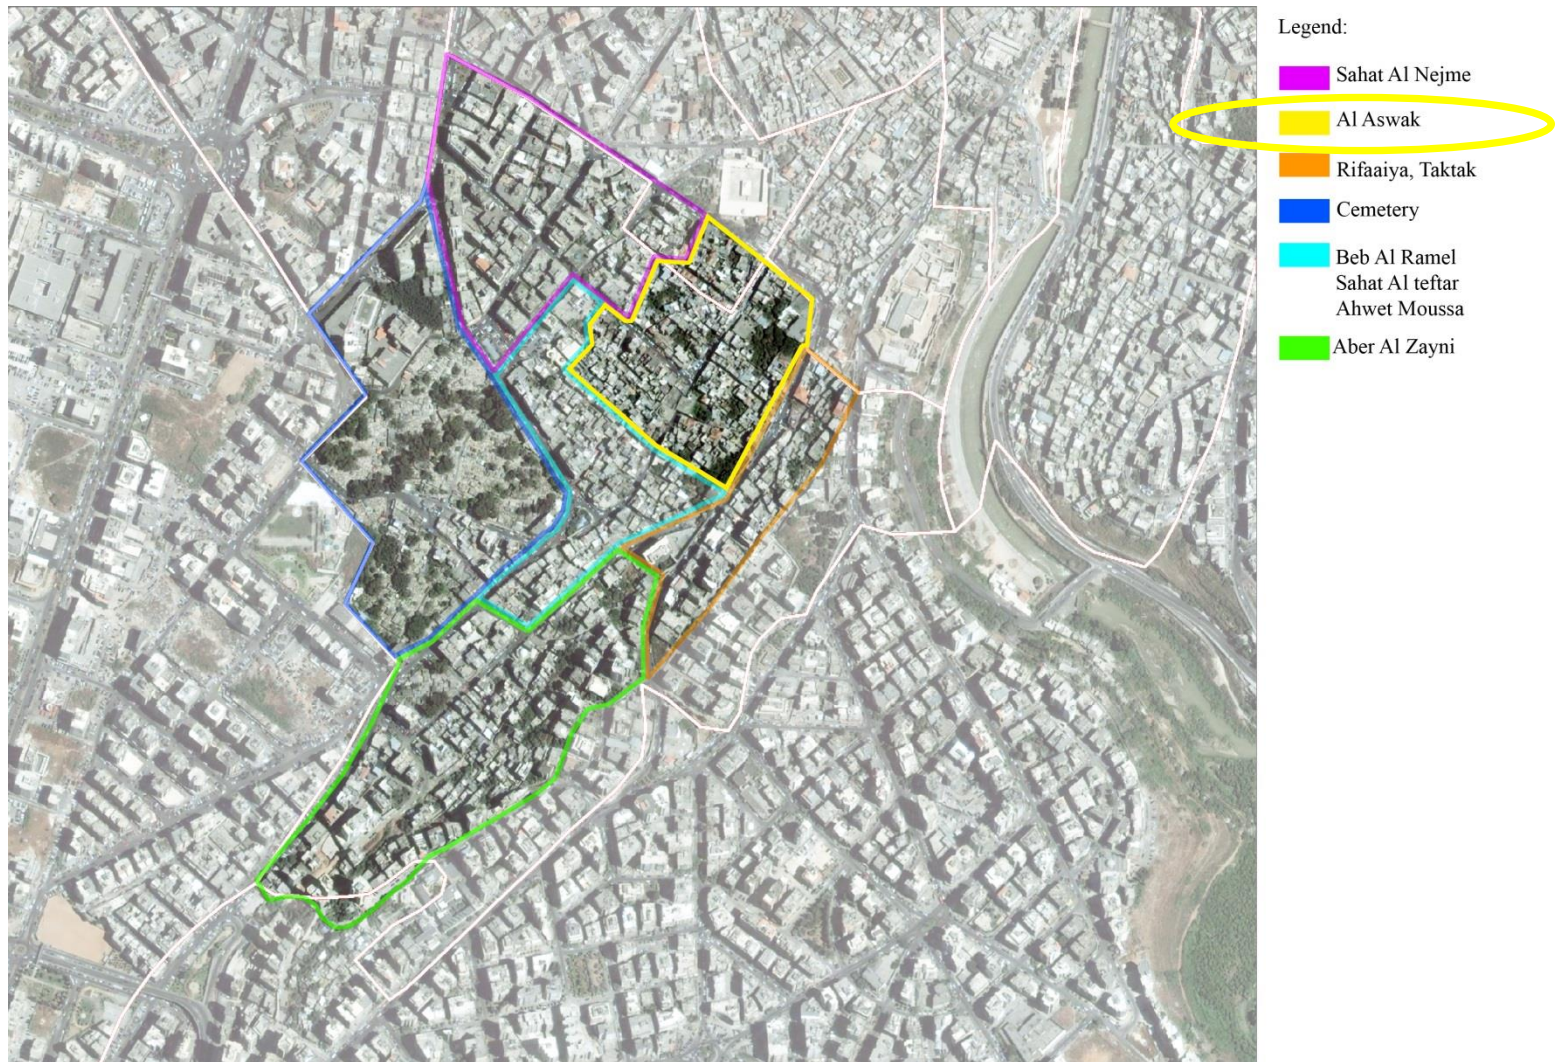 Legend:
Sahat Al Nejme
Al Aswak
Rifaaiya, Taktak
Cemetery
Beb Al Ramel
Sahat Al teftar
Ahwet Moussa
Aber Al Zayni